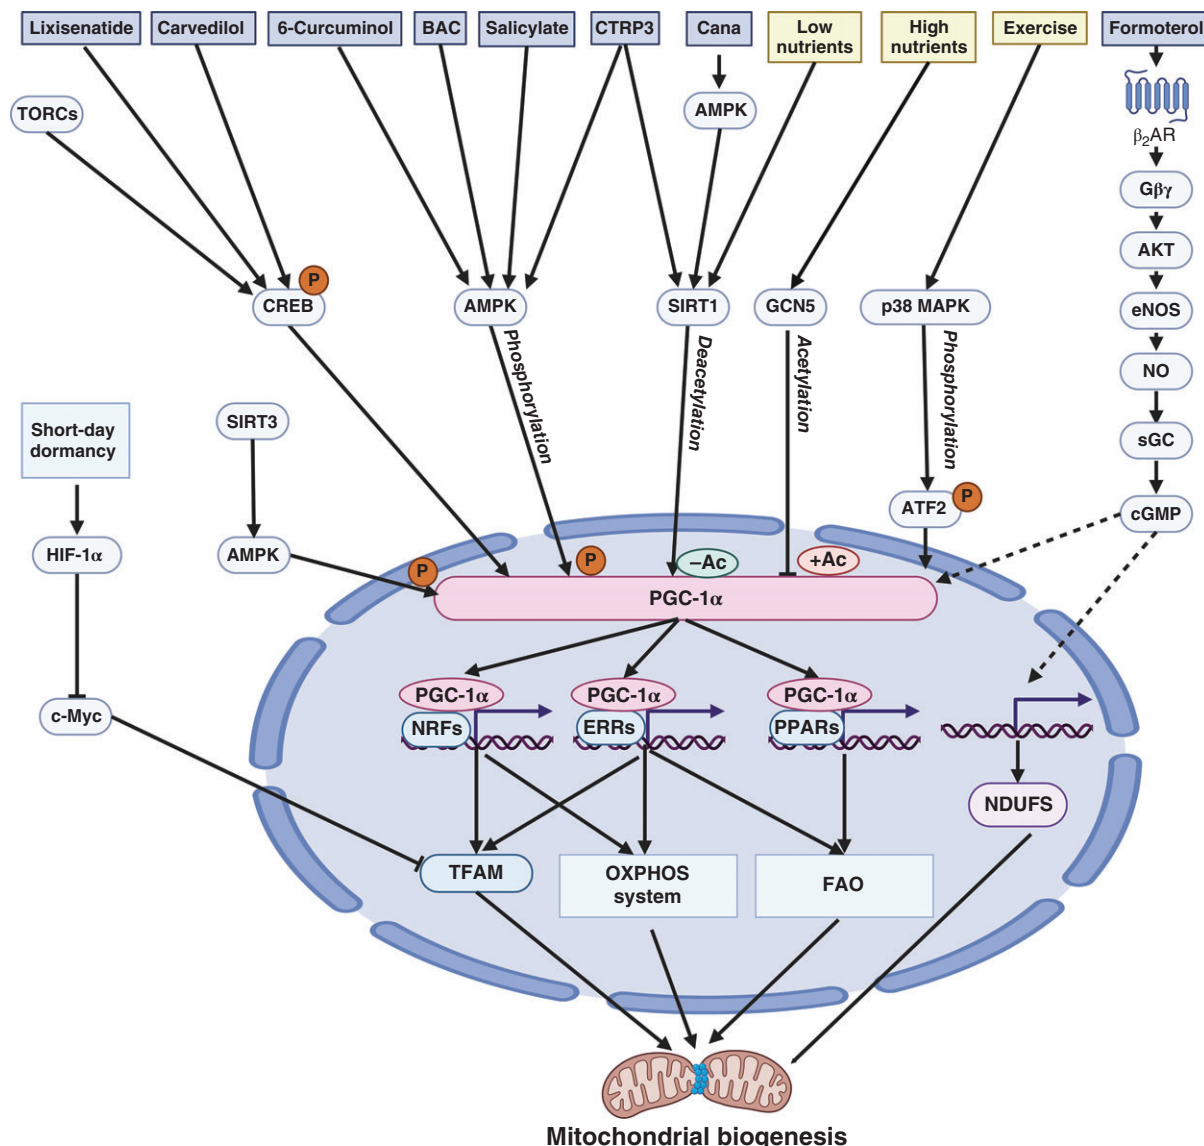 Lixisenatide
Carvedilol
6-Curcuminol
BAC
Salicylate
CTRP3
Cana
Low
nutrients
High
nutrients
Exercise
Formoterol
TORCs
AMPK
β₂AR
Gβγ
AKT
eNOS
NO
sGC
cGMP
P
CREB
AMPK
SIRT1
GCN5
p38 MAPK
Phosphorylation
Deacetylation
Acetylation
Phosphorylation
Short-day
dormancy
SIRT3
HIF-1α
AMPK
c-Myc
ATF2
P
P
P
–Ac
+Ac
PGC-1α
PGC-1α
NRFs
PGC-1α
ERRs
PGC-1α
PPARs
NDUFS
TFAM
OXPHOS
system
FAO
Mitochondrial biogenesis